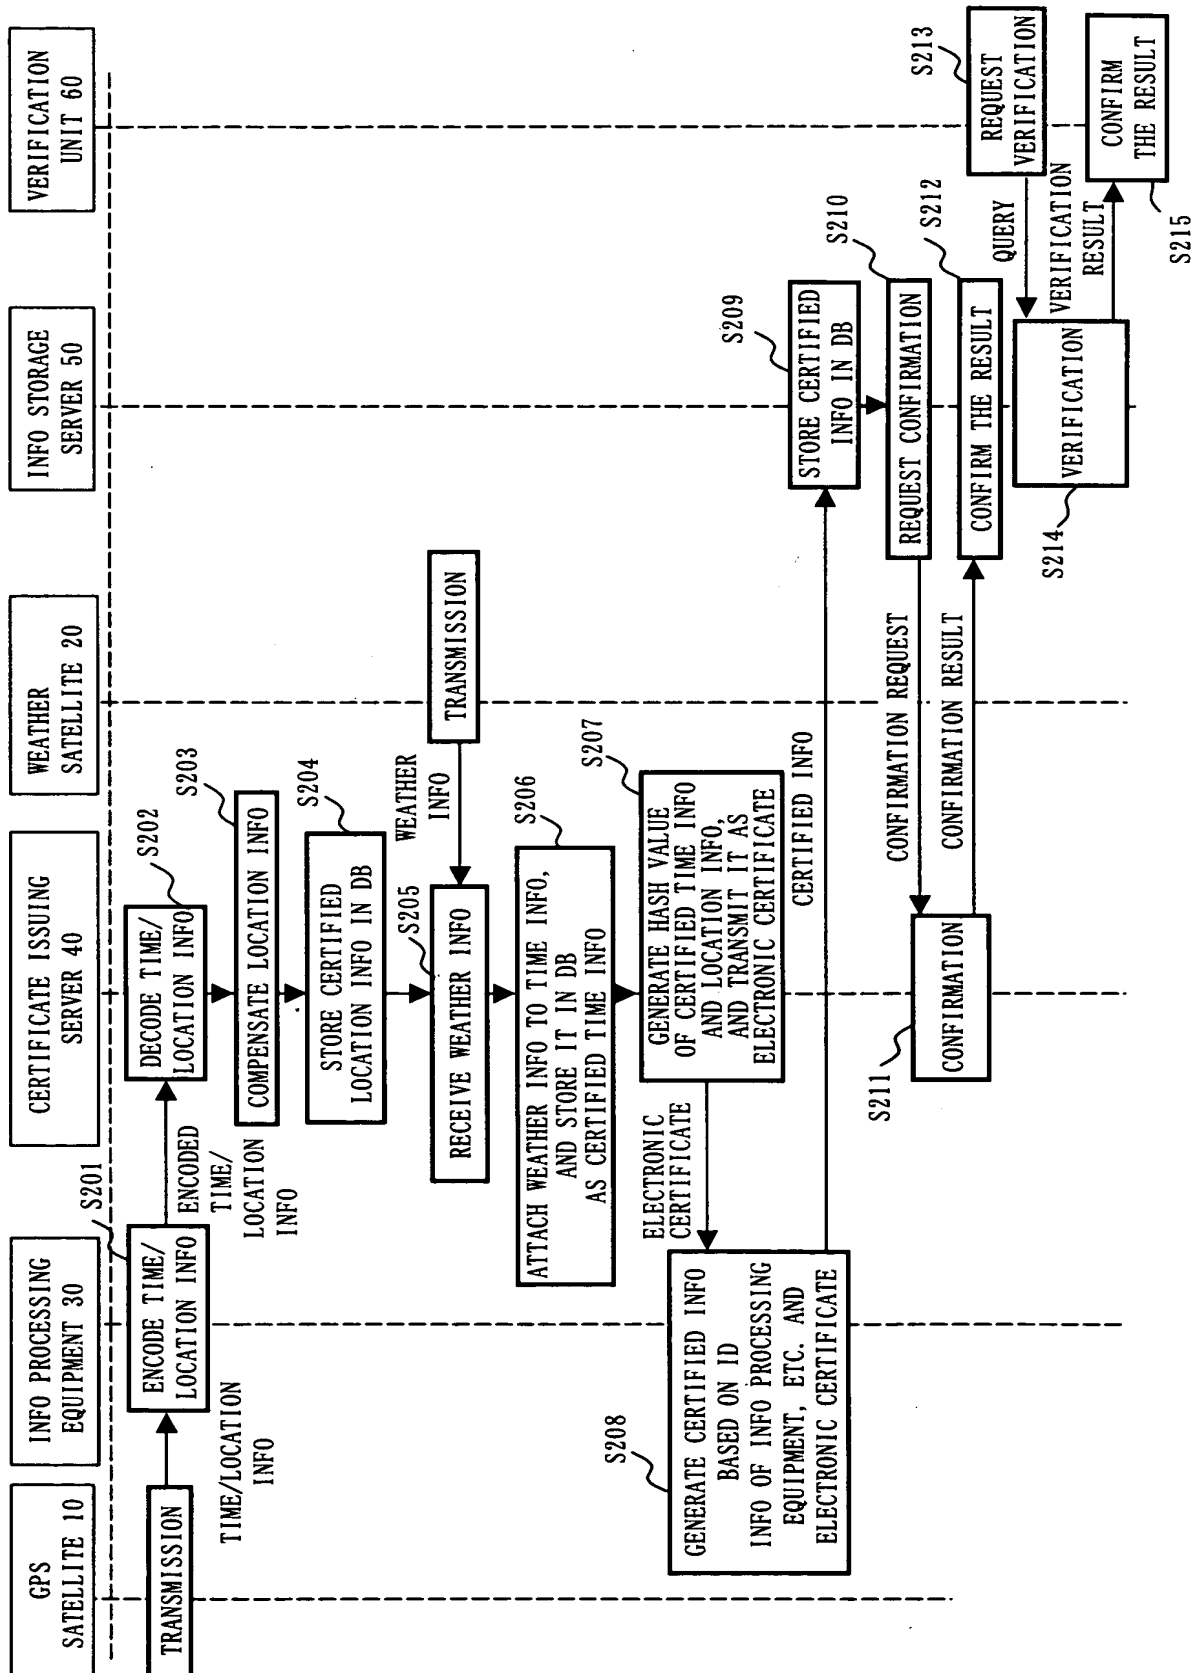 GPS
SATELLITE 10
INFO PROCESSING
EQUIPMENT 30
CERTIFICATE ISSUING
SERVER 40
WEATHER
SATELLITE 20
INFO STORAGE
SERVER 50
VERIFICATION
UNIT 60
TRANSMISSION
TIME/LOCATION
INFO
S201
ENCODE TIME/
LOCATION INFO
ENCODED
TIME/
LOCATION
INFO
S202
DECODE TIME/
LOCATION INFO
S203
COMPENSATE LOCATION INFO
S204
STORE CERTIFIED
LOCATION INFO IN DB
TRANSMISSION
WEATHER
INFO
S205
RECEIVE WEATHER INFO
S206
ATTACH WEATHER INFO TO TIME INFO,
AND STORE IT IN DB
AS CERTIFIED TIME INFO
S207
GENERATE HASH VALUE
OF CERTIFIED TIME INFO
AND LOCATION INFO,
AND TRANSMIT IT AS
ELECTRONIC CERTIFICATE
ELECTRONIC
CERTIFICATE
S208
GENERATE CERTIFIED INFO
BASED ON ID
INFO OF INFO PROCESSING
EQUIPMENT, ETC. AND
ELECTRONIC CERTIFICATE
CERTIFIED INFO
S209
STORE CERTIFIED
INFO IN DB
S210
REQUEST CONFIRMATION
CONFIRMATION REQUEST
S211
CONFIRMATION
CONFIRMATION RESULT
S212
CONFIRM THE RESULT
S213
REQUEST
VERIFICATION
QUERY
S214
VERIFICATION
VERIFICATION
RESULT
CONFIRM
THE RESULT
S215